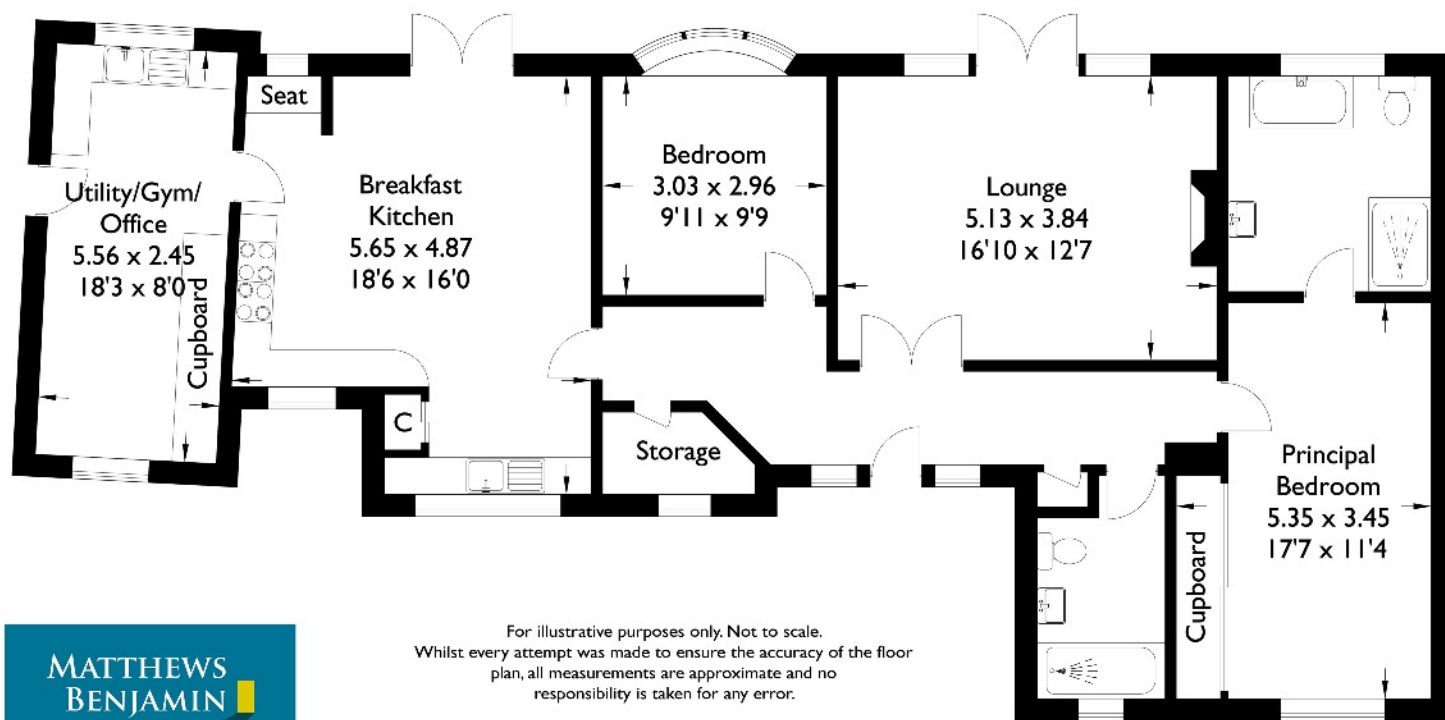 Seat
Utility/Gym/
Office
5.56 x 2.45
18'3 x 8'0
Cupboard
Breakfast
Kitchen
5.65 x 4.87
18'6 x 16'0
C
Bedroom
3.03 x 2.96
9'11 x 9'9
Lounge
5.13 x 3.84
16'10 x 12'7
Storage
Principal
Bedroom
5.35 x 3.45
17'7 x 11'4
Cupboard
For illustrative purposes only. Not to scale.
Whilst every attempt was made to ensure the accuracy of the floor
plan, all measurements are approximate and no
responsibility is taken for any error.
MATTHEWS
BENJAMIN